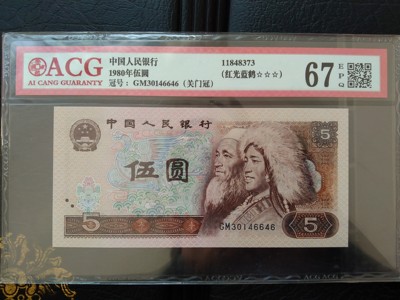 ACG
AI CANG GUARANTY
中国人民银行
1980年伍圆
冠号：GM30146646（关门冠）
11848373
（红光蓝鹤☆☆☆）
67 EPQ
中国人民银行
5
伍圆
GM30146646
5
5